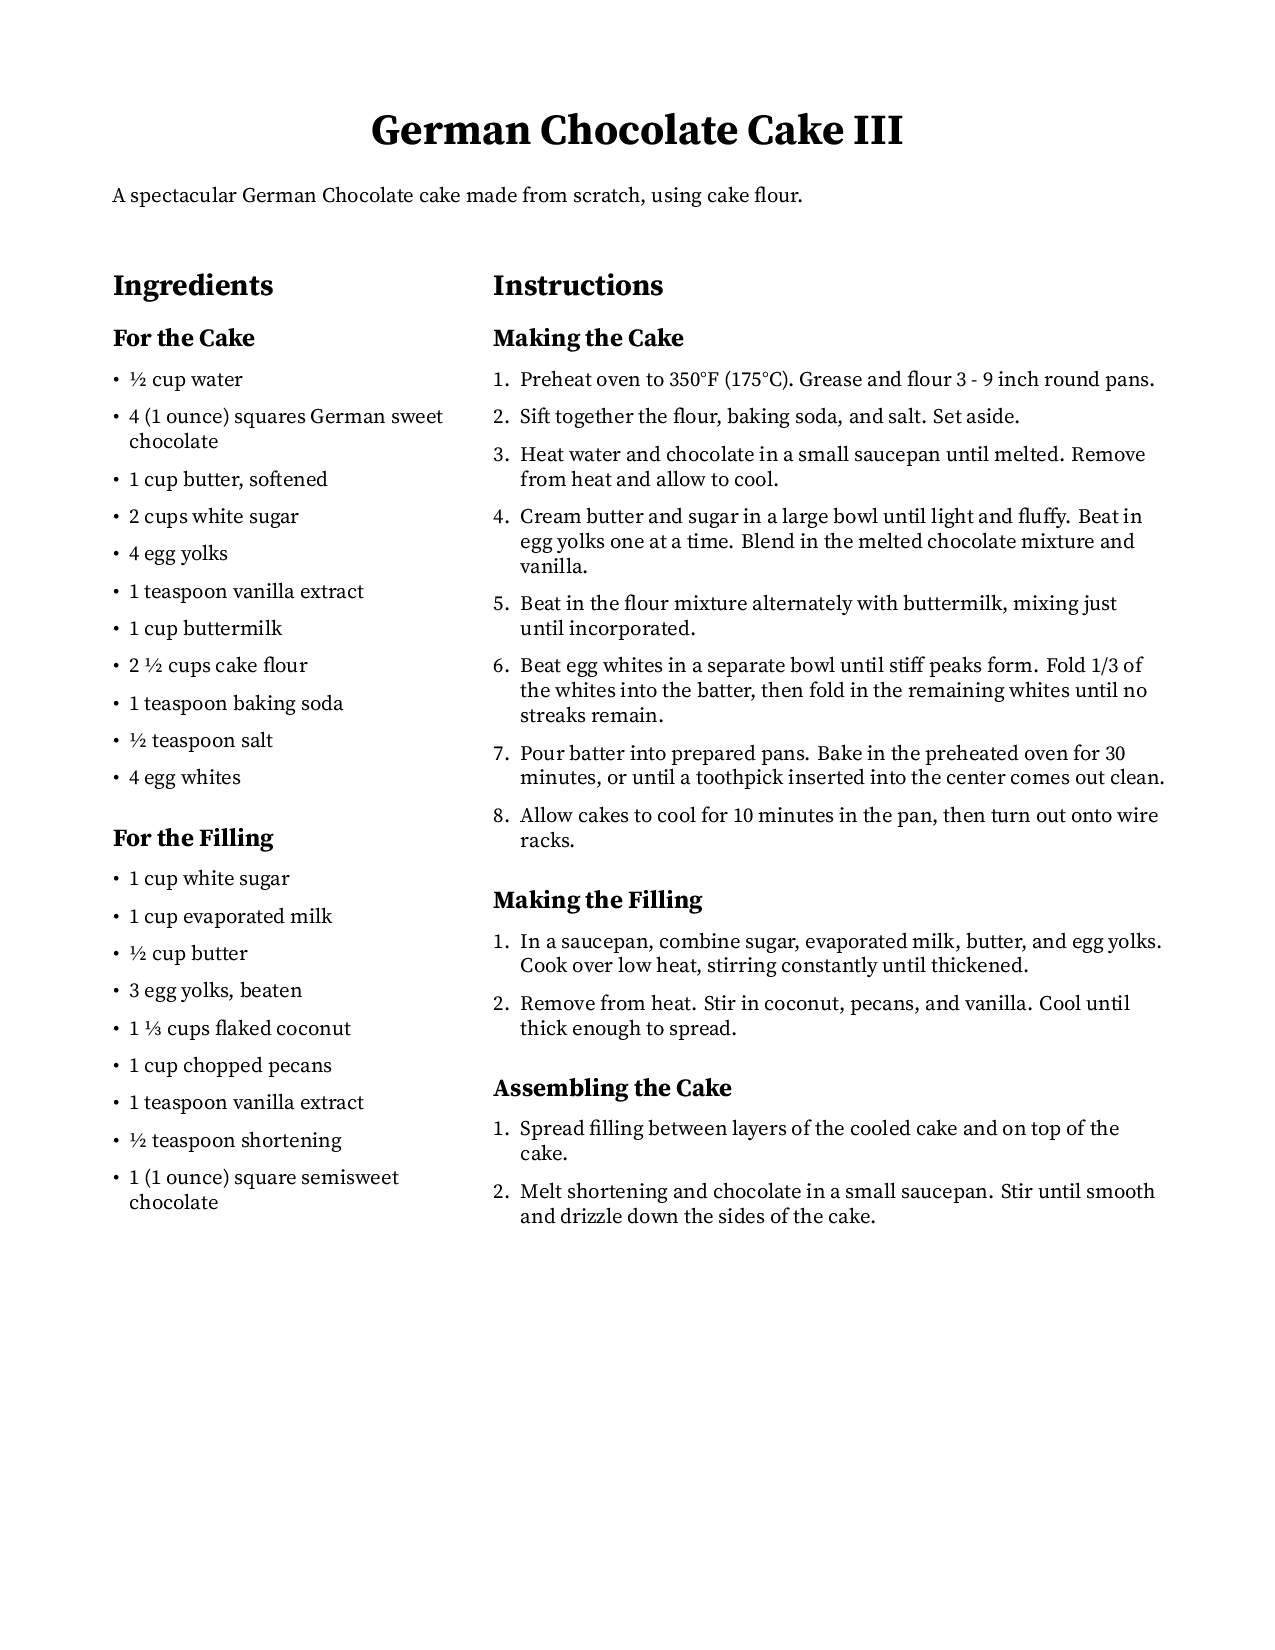 German Chocolate Cake III
A spectacular German Chocolate cake made from scratch, using cake flour.
Ingredients
For the Cake
• ½ cup water
• 4 (1 ounce) squares German sweet
chocolate
• 1 cup butter, softened
• 2 cups white sugar
• 4 egg yolks
• 1 teaspoon vanilla extract
• 1 cup buttermilk
• 2 ½ cups cake flour
• 1 teaspoon baking soda
• ½ teaspoon salt
• 4 egg whites
For the Filling
• 1 cup white sugar
• 1 cup evaporated milk
• ½ cup butter
• 3 egg yolks, beaten
• 1 ⅓ cups flaked coconut
• 1 cup chopped pecans
• 1 teaspoon vanilla extract
• ½ teaspoon shortening
• 1 (1 ounce) square semisweet
chocolate
Instructions
Making the Cake
1. Preheat oven to 350°F (175°C). Grease and flour 3 - 9 inch round pans.
2. Sift together the flour, baking soda, and salt. Set aside.
3. Heat water and chocolate in a small saucepan until melted. Remove
from heat and allow to cool.
4. Cream butter and sugar in a large bowl until light and fluffy. Beat in
egg yolks one at a time. Blend in the melted chocolate mixture and
vanilla.
5. Beat in the flour mixture alternately with buttermilk, mixing just
until incorporated.
6. Beat egg whites in a separate bowl until stiff peaks form. Fold 1/3 of
the whites into the batter, then fold in the remaining whites until no
streaks remain.
7. Pour batter into prepared pans. Bake in the preheated oven for 30
minutes, or until a toothpick inserted into the center comes out clean.
8. Allow cakes to cool for 10 minutes in the pan, then turn out onto wire
racks.
Making the Filling
1. In a saucepan, combine sugar, evaporated milk, butter, and egg yolks.
Cook over low heat, stirring constantly until thickened.
2. Remove from heat. Stir in coconut, pecans, and vanilla. Cool until
thick enough to spread.
Assembling the Cake
1. Spread filling between layers of the cooled cake and on top of the
cake.
2. Melt shortening and chocolate in a small saucepan. Stir until smooth
and drizzle down the sides of the cake.